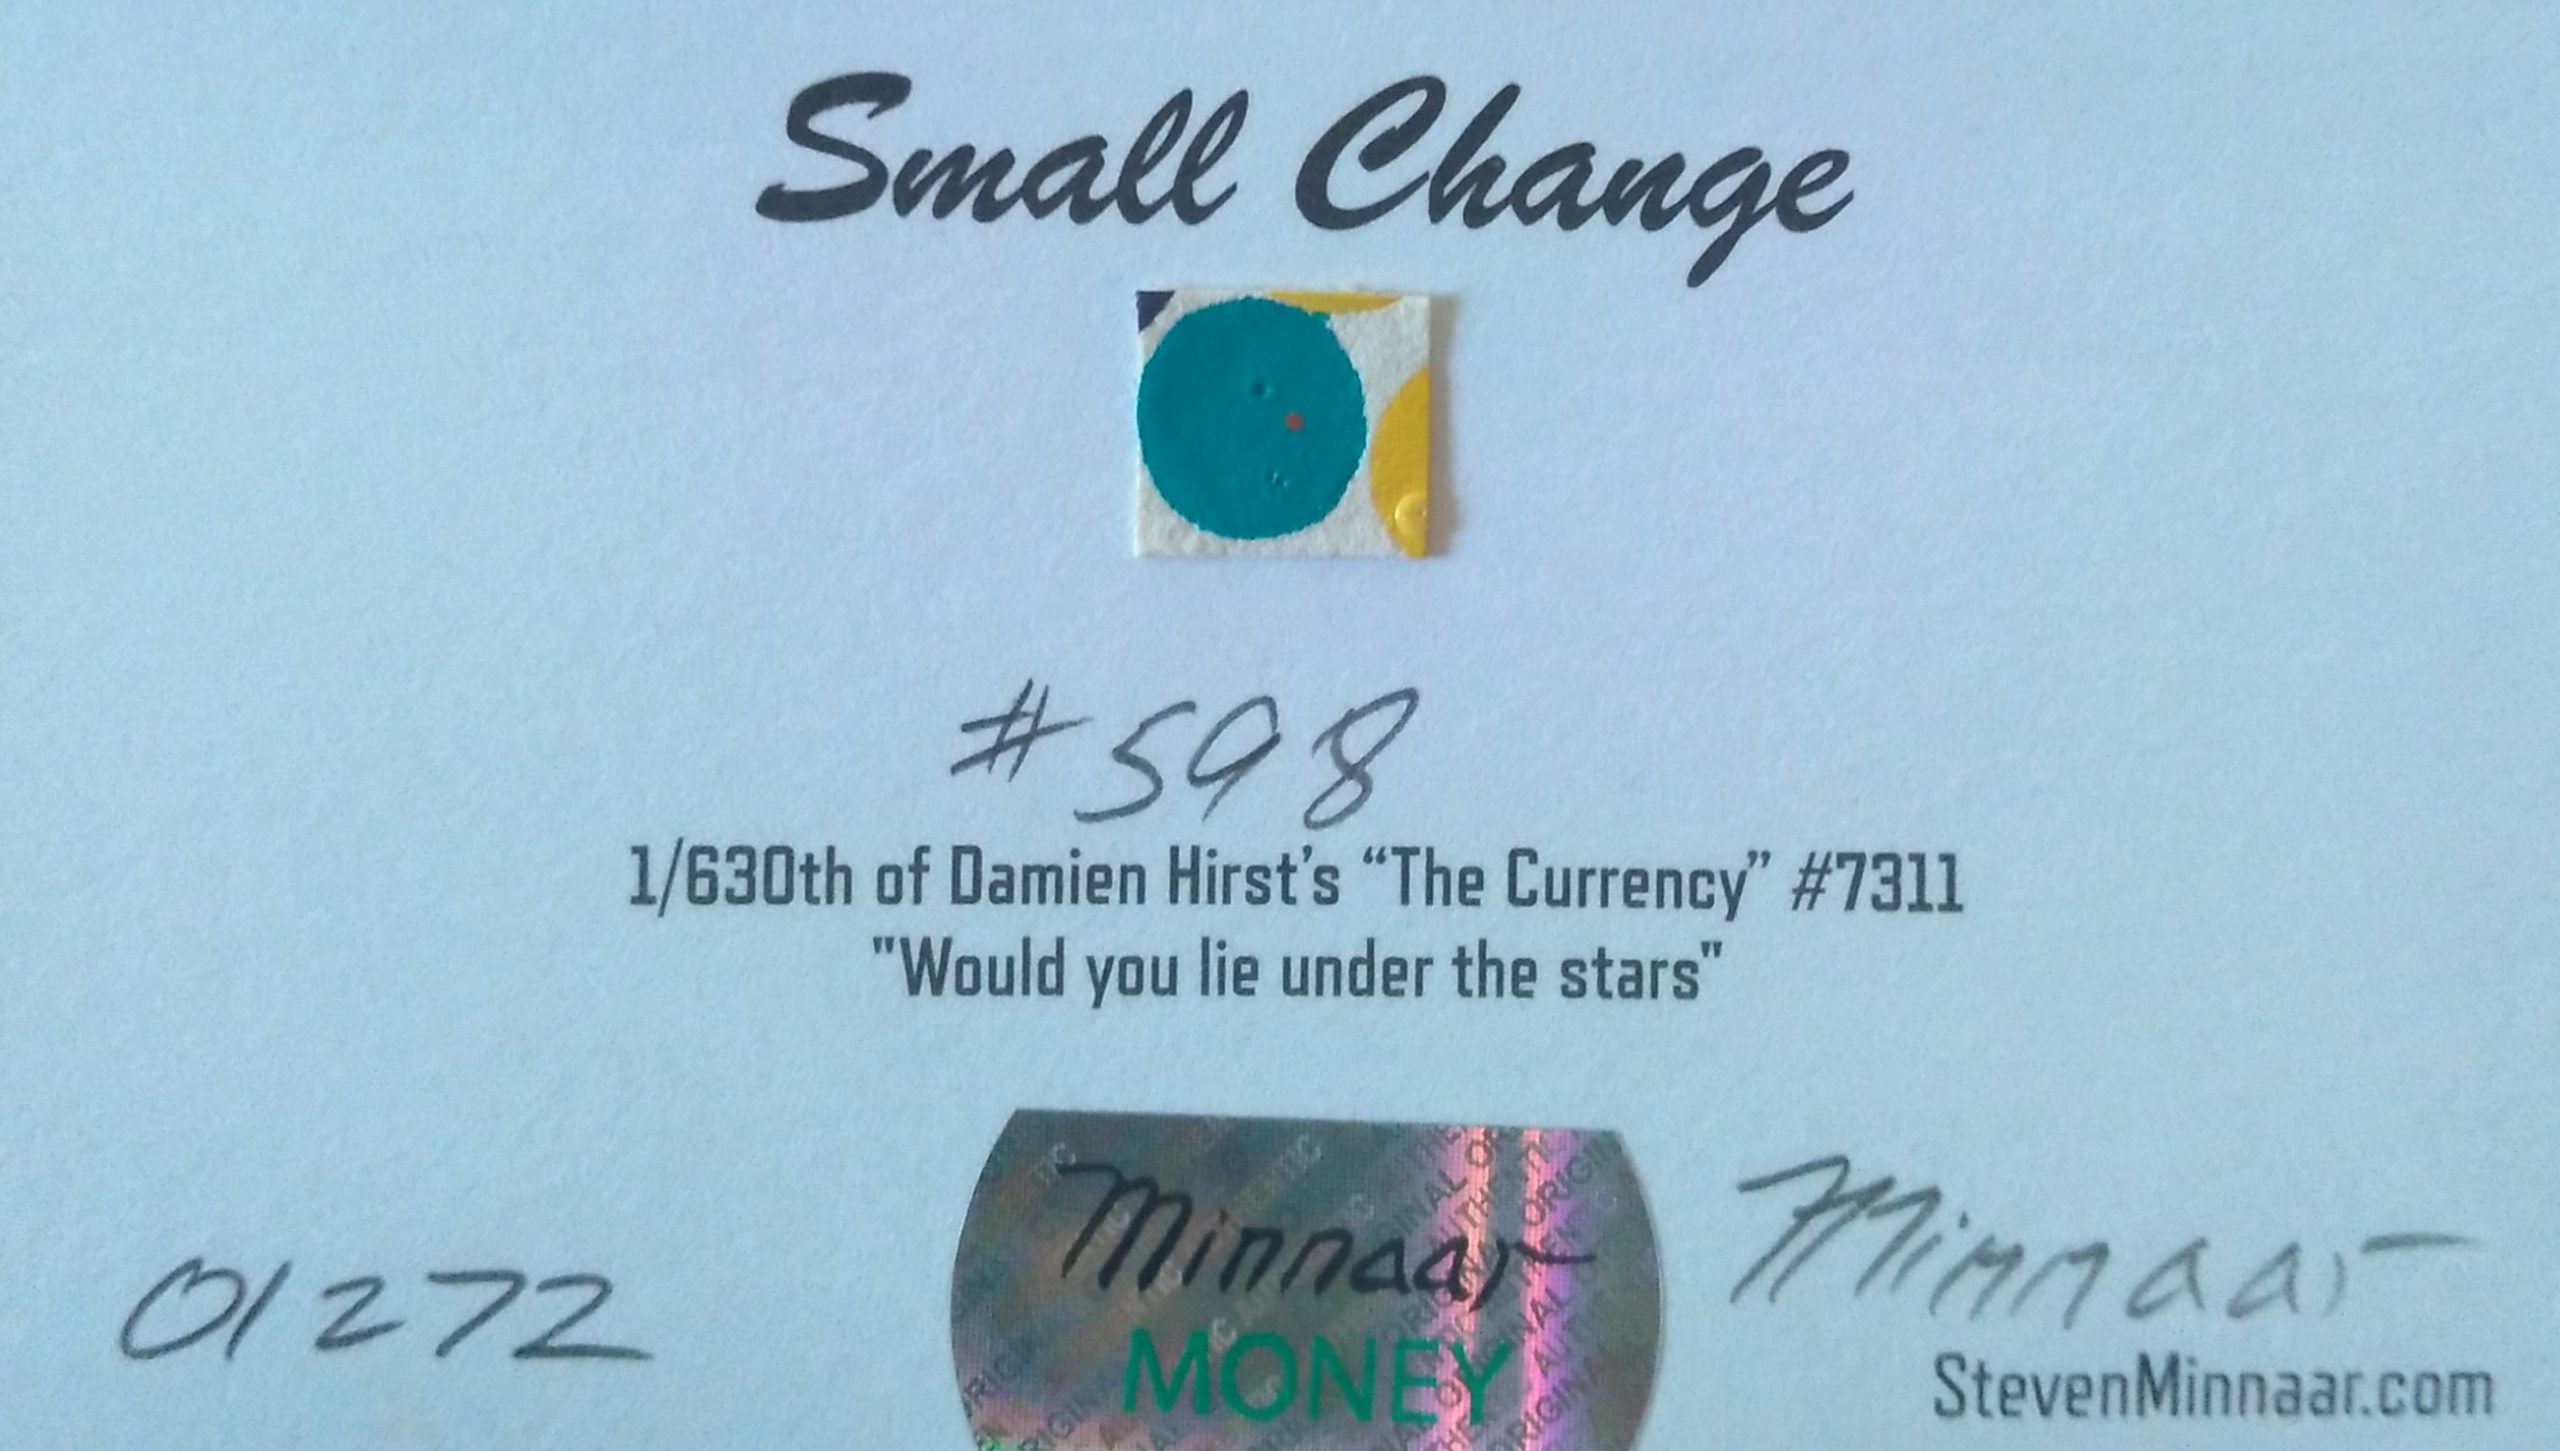 Small Change
#598
1/630th of Damien Hirst's “The Currency” #7311
"Would you lie under the stars"
01272
Minnaar
MONEY
Minnaar
StevenMinnaar.com